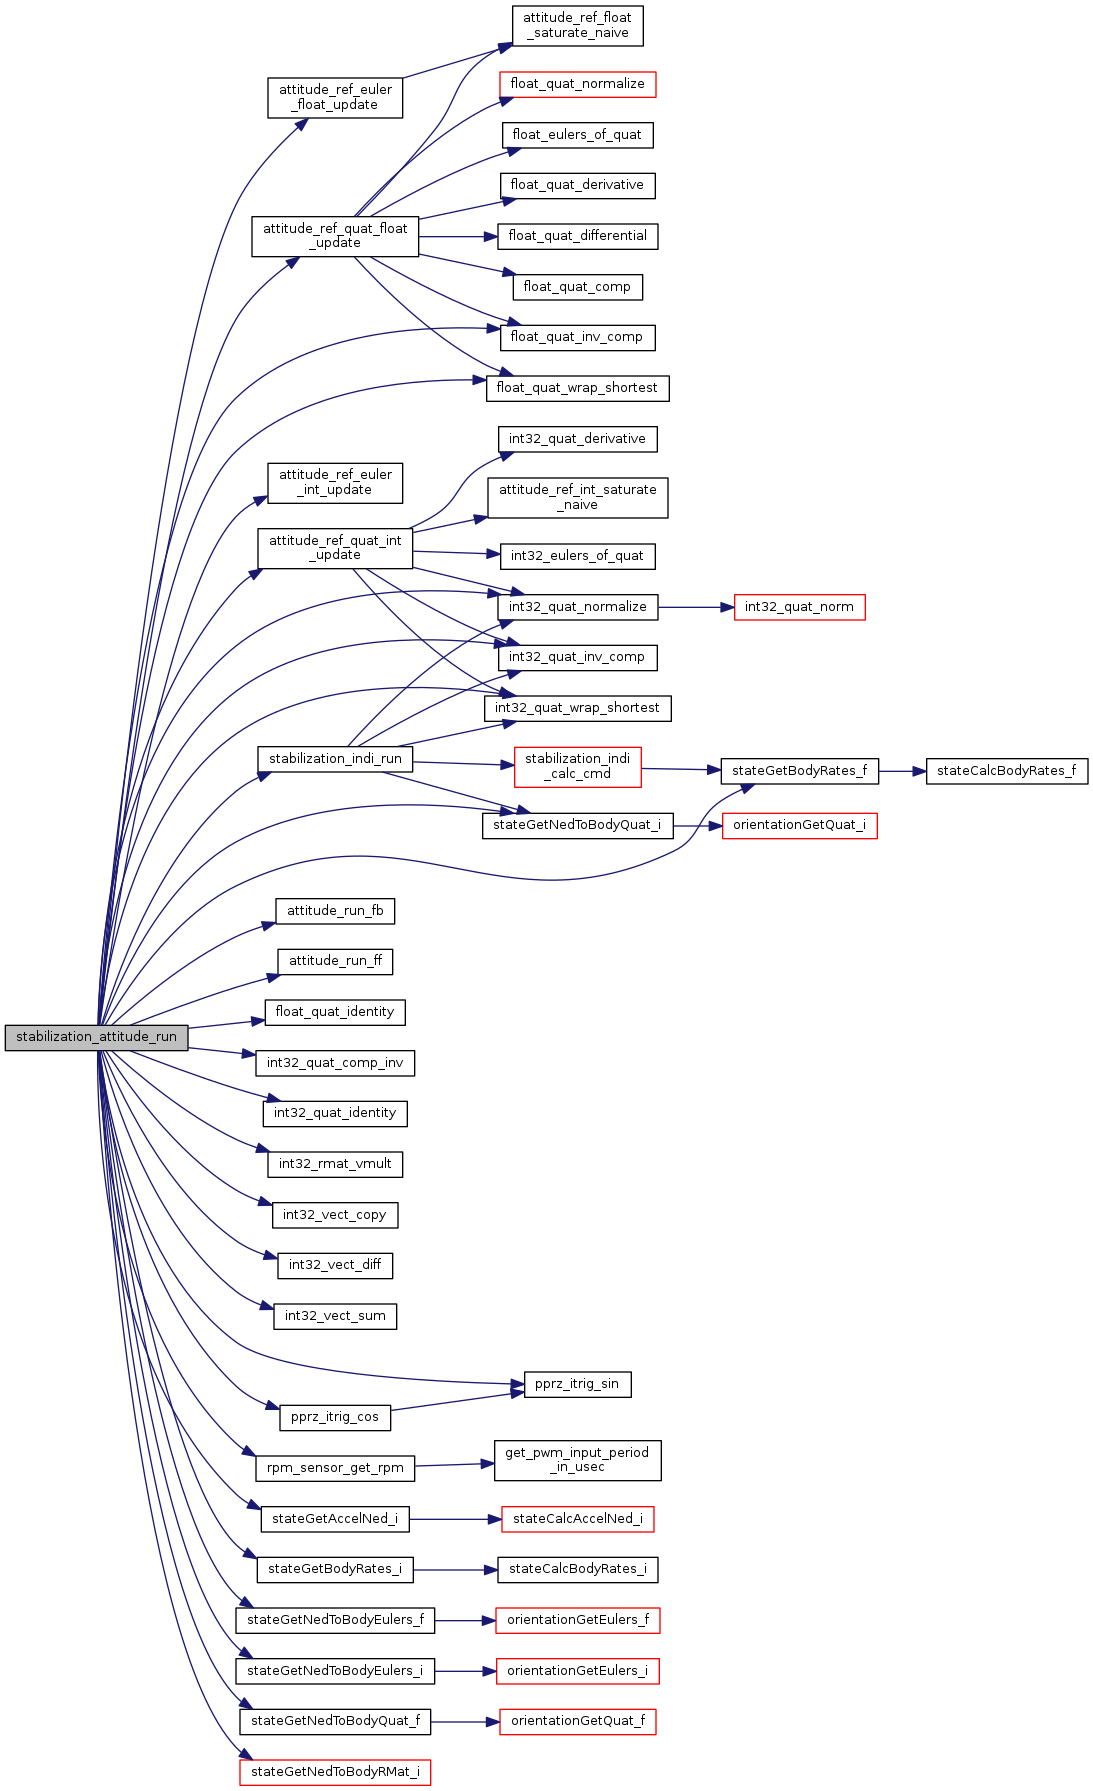 attitude_ref_float
_saturate_naive
attitude_ref_euler
_float_update
float_quat_normalize
float_eulers_of_quat
float_quat_derivative
attitude_ref_quat_float
_update
float_quat_differential
float_quat_comp
float_quat_inv_comp
float_quat_wrap_shortest
int32_quat_derivative
attitude_ref_euler
_int_update
attitude_ref_int_saturate
_naive
attitude_ref_quat_int
_update
int32_eulers_of_quat
int32_quat_normalize
int32_quat_norm
int32_quat_inv_comp
int32_quat_wrap_shortest
stabilization_indi_run
stabilization_indi
_calc_cmd
stateGetBodyRates_f
stateCalcBodyRates_f
stateGetNedToBodyQuat_i
orientationGetQuat_i
attitude_run_fb
attitude_run_ff
float_quat_identity
stabilization_attitude_run
int32_quat_comp_inv
int32_quat_identity
int32_rmat_vmult
int32_vect_copy
int32_vect_diff
int32_vect_sum
pprz_itrig_sin
pprz_itrig_cos
rpm_sensor_get_rpm
get_pwm_input_period
_in_usec
stateGetAccelNed_i
stateCalcAccelNed_i
stateGetBodyRates_i
stateCalcBodyRates_i
stateGetNedToBodyEulers_f
orientationGetEulers_f
stateGetNedToBodyEulers_i
orientationGetEulers_i
stateGetNedToBodyQuat_f
orientationGetQuat_f
stateGetNedToBodyRMat_i